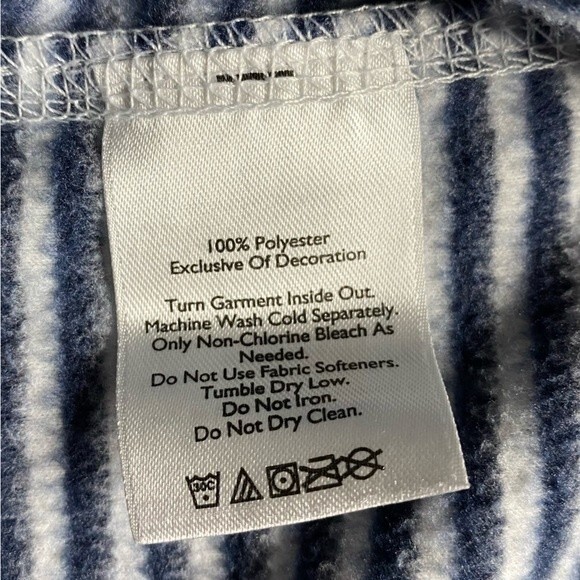 100% Polyester
Exclusive Of Decoration
Turn Garment Inside Out.
Machine Wash Cold Separately.
Only Non-Chlorine Bleach As
Needed.
Do Not Use Fabric Softeners.
Tumble Dry Low.
Do Not Iron.
Do Not Dry Clean.
30C